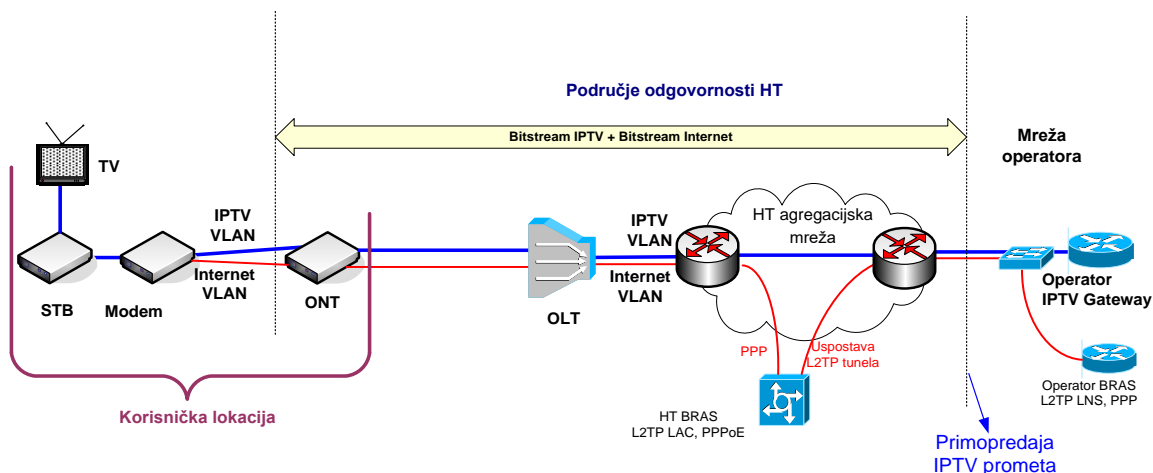 Područje odgovornosti HT
Bitstream IPTV + Bitstream Internet
Mreža
operatora
TV
IPTV
VLAN
Internet
VLAN
STB
Modem
ONT
OLT
IPTV
VLAN
Internet
VLAN
HT agregacijska
mreža
Operator
IPTV Gateway
PPP
Uspostava
L2TP tunela
HT BRAS
L2TP LAC, PPPoE
Operator BRAS
L2TP LNS, PPP
Korisnička lokacija
Primopredaja
IPTV prometa